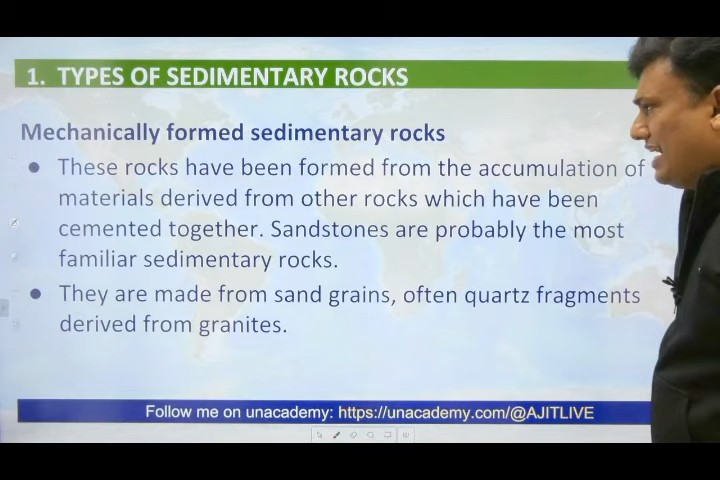 1. TYPES OF SEDIMENTARY ROCKS
Mechanically formed sedimentary rocks
● These rocks have been formed from the accumulation of
materials derived from other rocks which have been
cemented together. Sandstones are probably the most
familiar sedimentary rocks.
● They are made from sand grains, often quartz fragments
derived from granites.
Follow me on unacademy: https://unacademy.com/@AJITLIVE